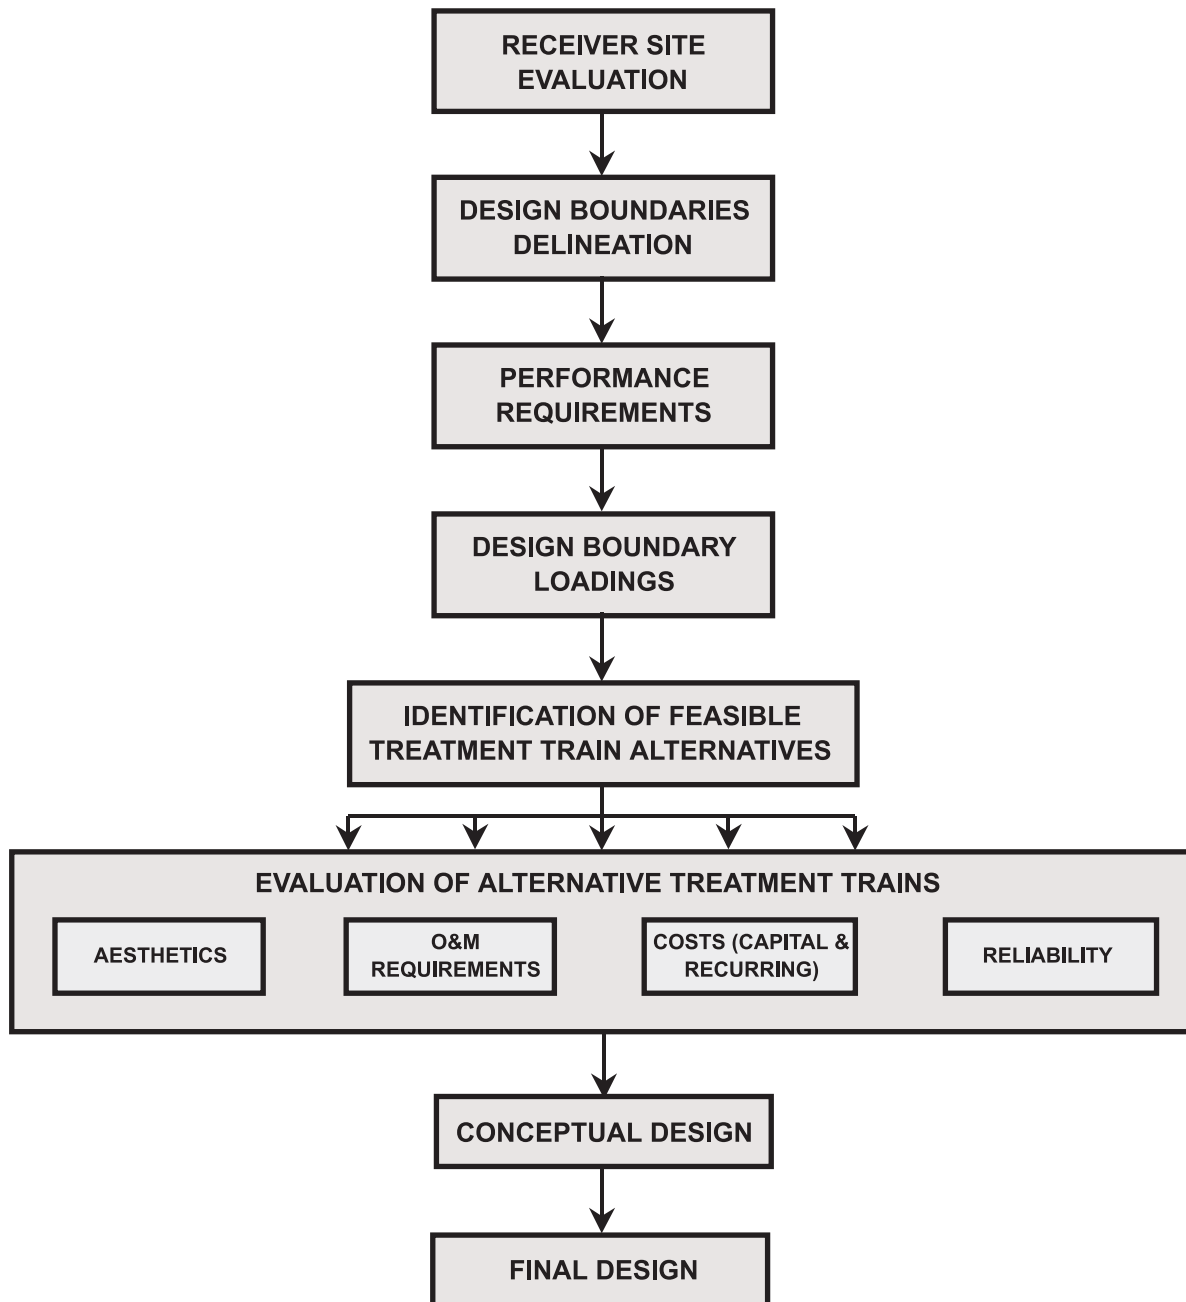 RECEIVER SITE
EVALUATION
DESIGN BOUNDARIES
DELINEATION
PERFORMANCE
REQUIREMENTS
DESIGN BOUNDARY
LOADINGS
IDENTIFICATION OF FEASIBLE
TREATMENT TRAIN ALTERNATIVES
EVALUATION OF ALTERNATIVE TREATMENT TRAINS
AESTHETICS
O&M
REQUIREMENTS
COSTS (CAPITAL &
RECURRING)
RELIABILITY
CONCEPTUAL DESIGN
FINAL DESIGN